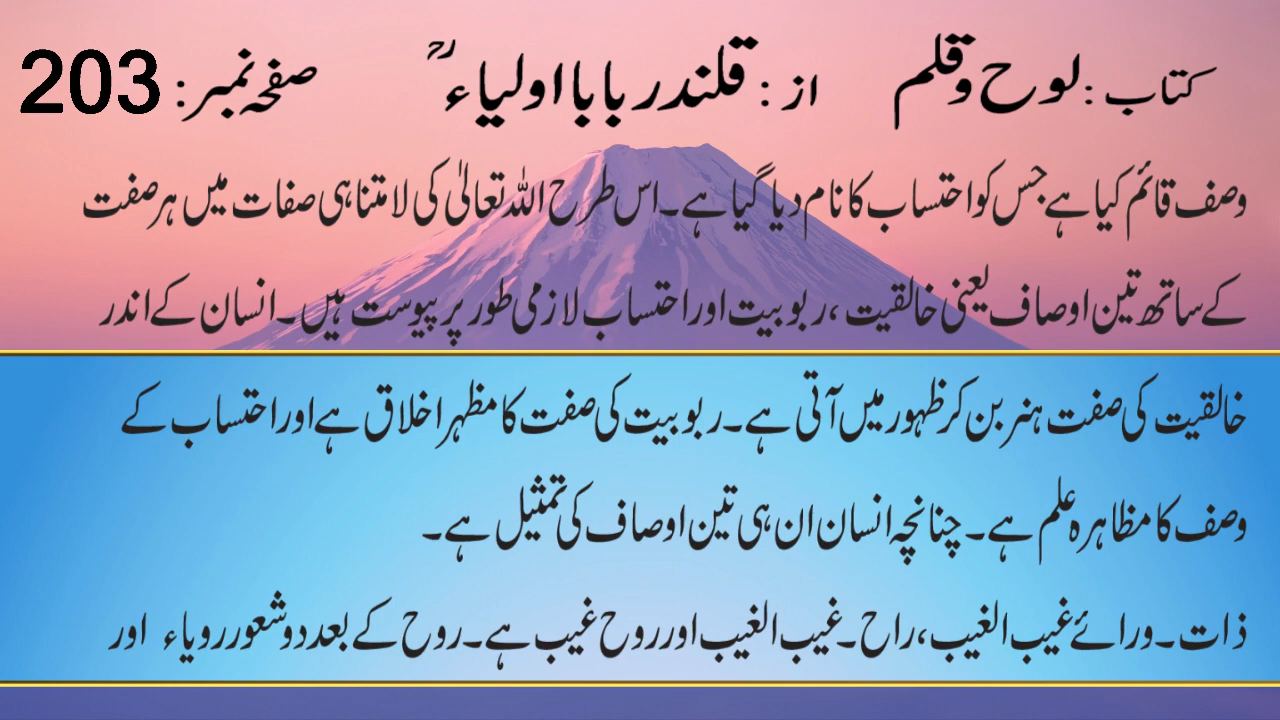 کتاب : لوح و قلم از : قلندر بابا اولیاءؒ صفحہ نمبر : 203
وصف قائم کیا ہے جس کو احتساب کا نام دیا گیا ہے۔ اس طرح اللہ تعالیٰ کی لامتناہی صفات میں ہر صفت
کے ساتھ تین اوصاف یعنی خالقیت ، ربوبیت اور احتساب لازمی طور پر پیوست ہیں۔ انسان کے اندر
خالقیت کی صفت ہنر بن کر ظہور میں آتی ہے۔ ربوبیت کی صفت کا مظہر اخلاق ہے اور احتساب کے
وصف کا مظاہرہ علم ہے۔ چنانچہ انسان ان ہی تین اوصاف کی تمثیل ہے۔
ذات۔ ورائے غیب الغیب، راح۔ غیب الغیب اور روح غیب ہے۔ روح کے بعد دو شعور رویاء اور